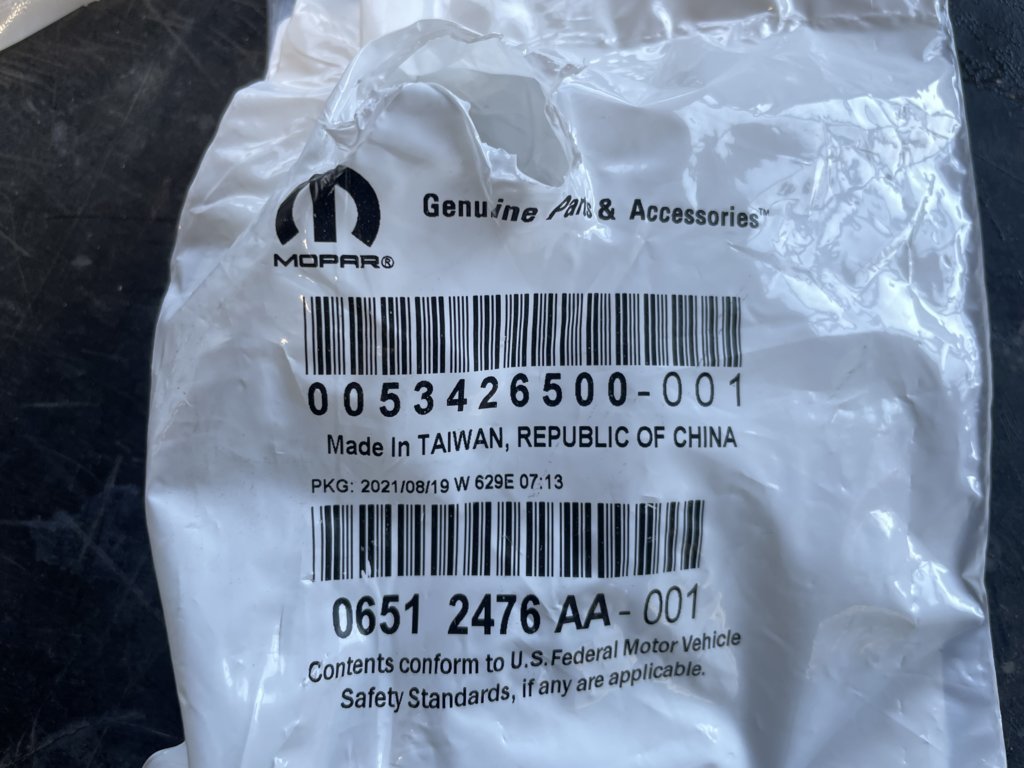 MOPAR®
Genuine Parts & Accessories™
0053426500-001
Made In TAIWAN, REPUBLIC OF CHINA
PKG: 2021/08/19 W 629E 07:13
0651 2476 AA-001
Contents conform to U.S. Federal Motor Vehicle
Safety Standards, if any are applicable.